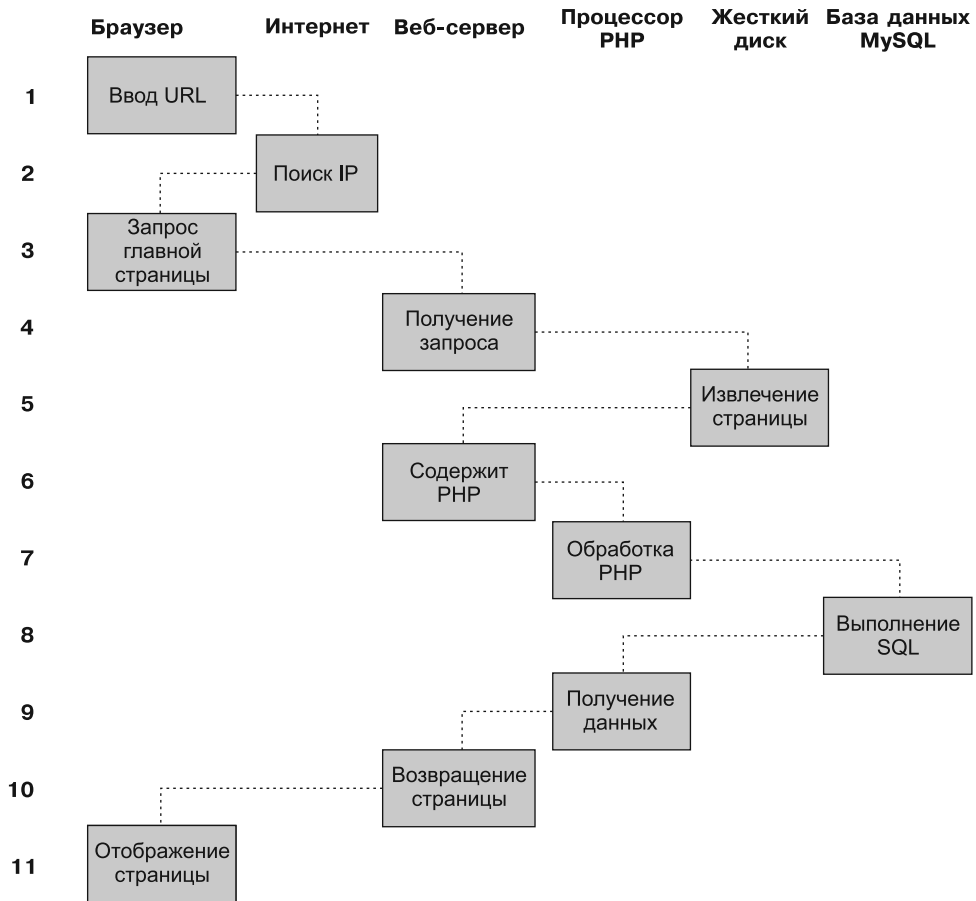 Браузер
Интернет
Веб-сервер
Процессор
PHP
Жесткий
диск
База данных
MySQL
1
Ввод URL
2
Поиск IP
3
Запрос
главной
страницы
4
Получение
запроса
5
Извлечение
страницы
6
Содержит
PHP
7
Обработка
PHP
8
Выполнение
SQL
9
Получение
данных
10
Возвращение
страницы
11
Отображение
страницы